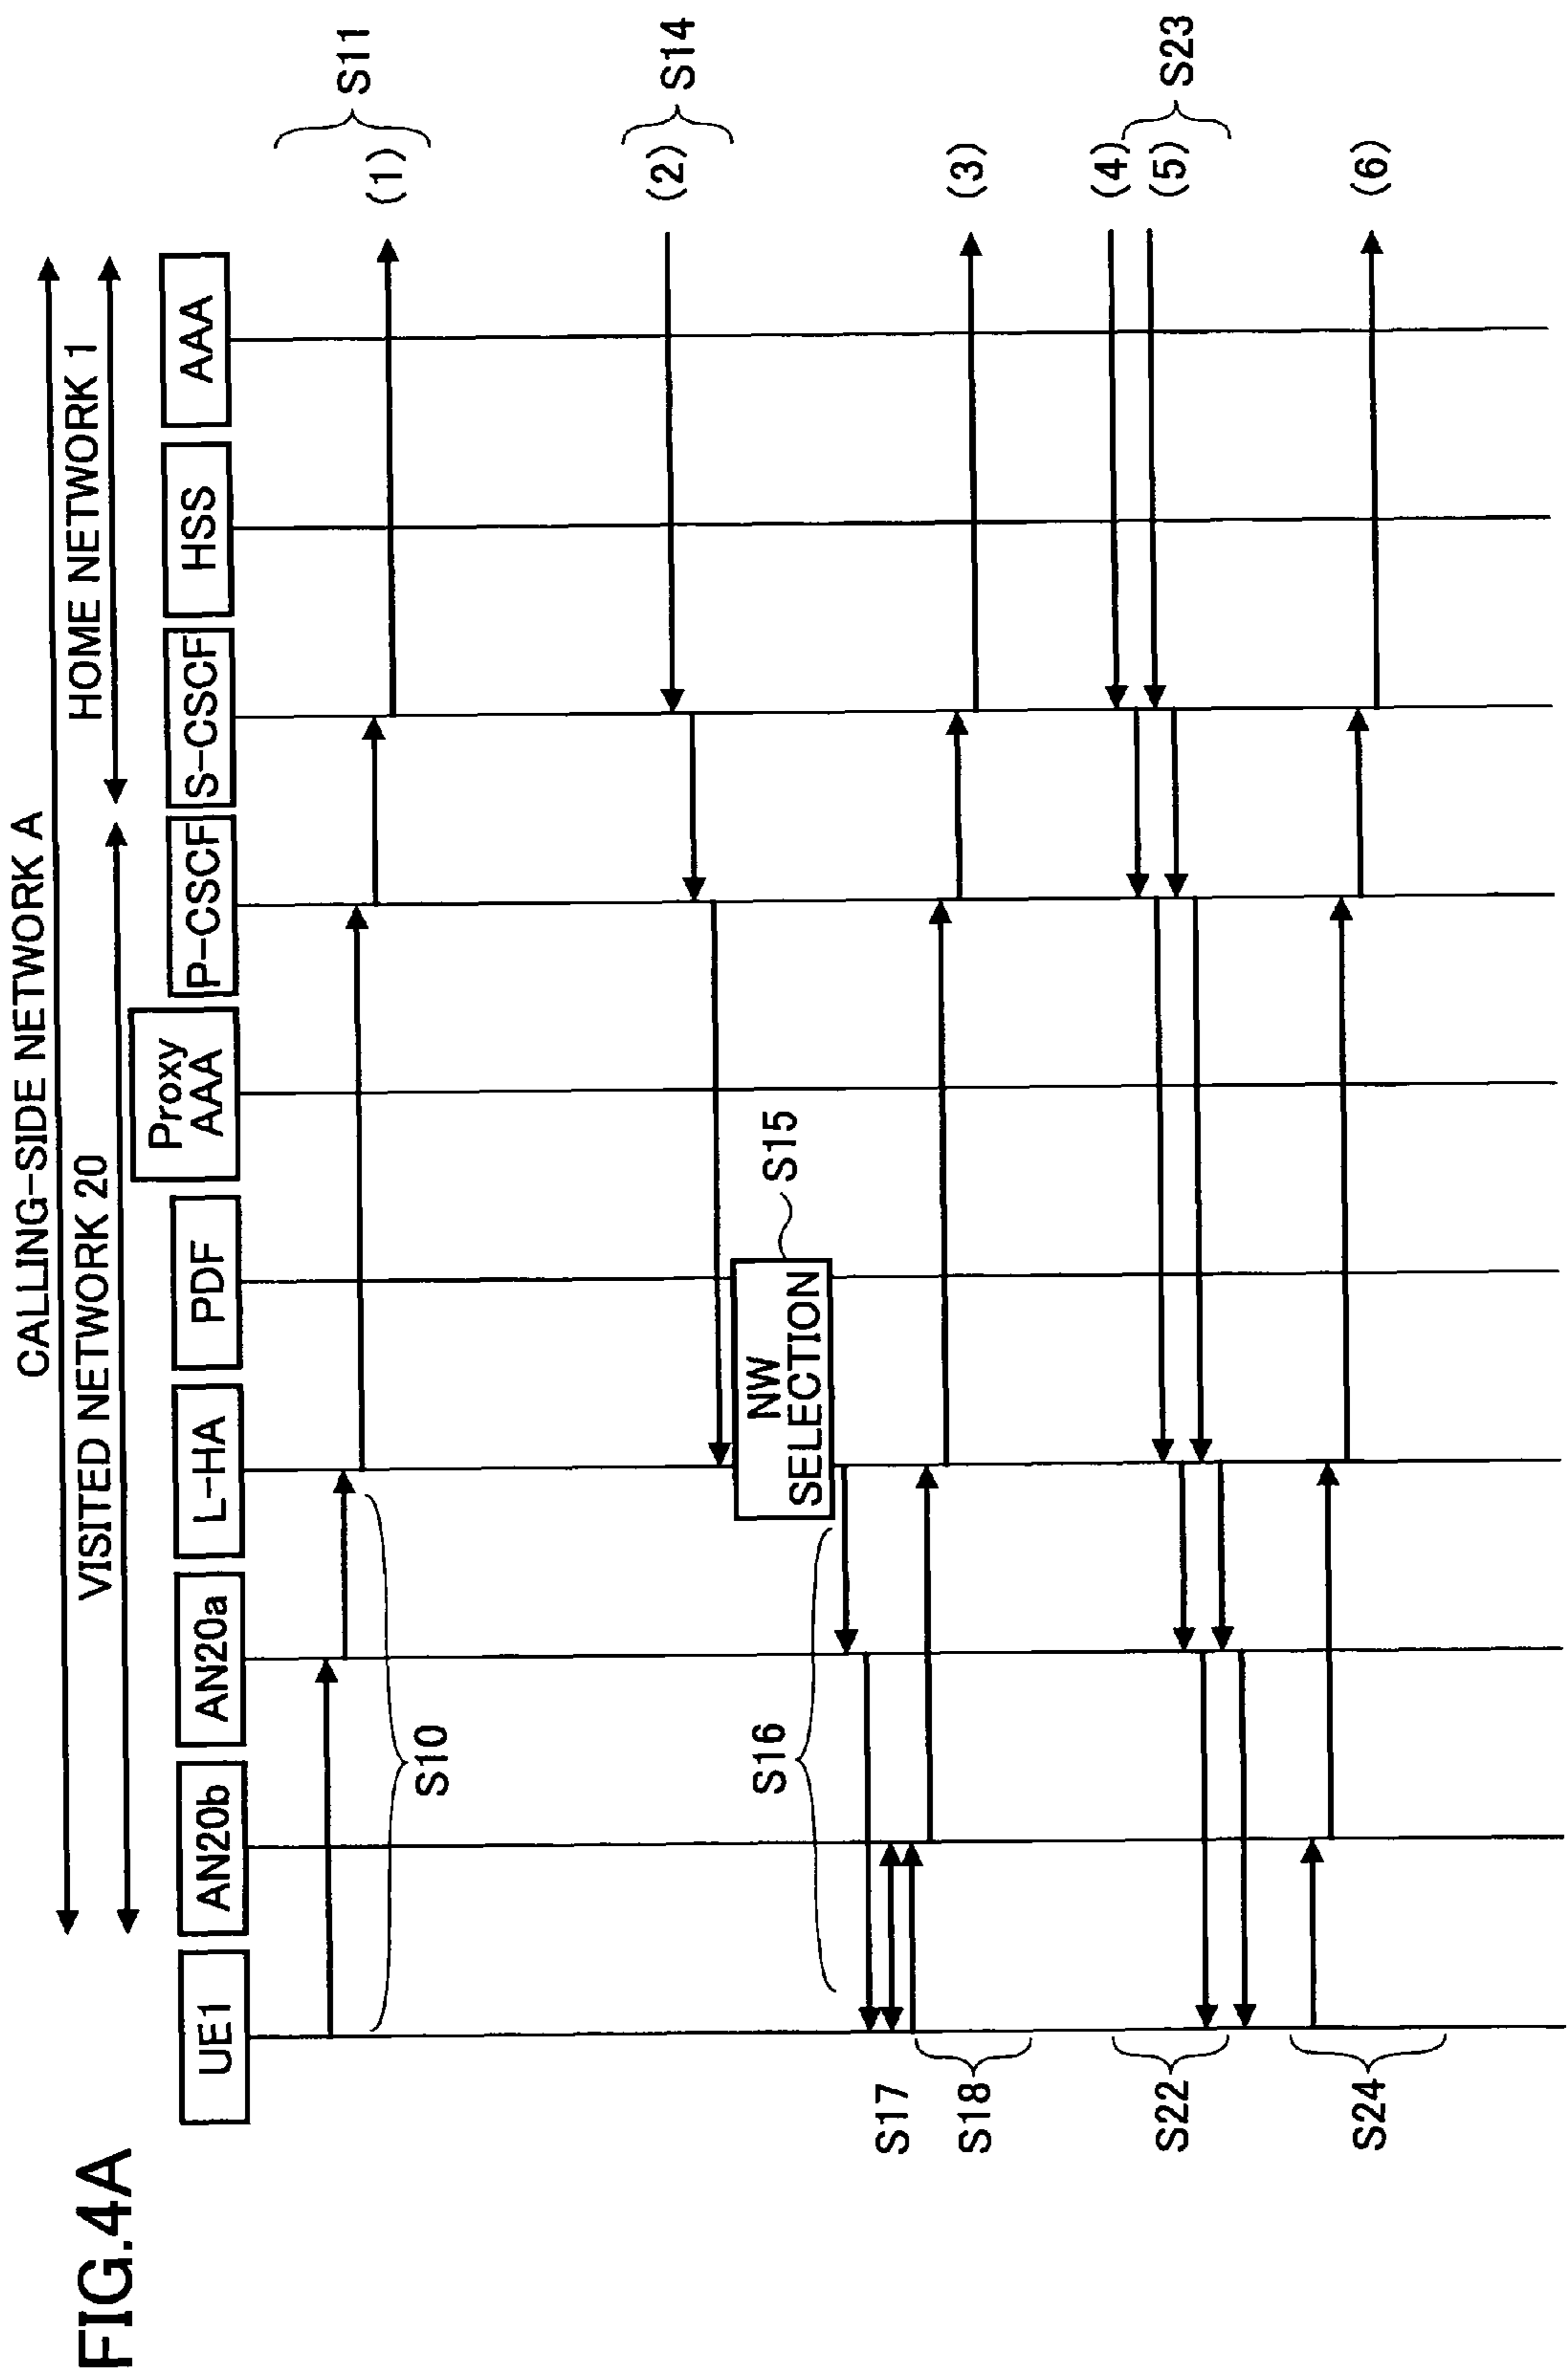 FIG.4A
CALLING-SIDE NETWORK A
VISITED NETWORK 20
HOME NETWORK 1
UE1
AN20b
AN20a
L-HA
PDF
Proxy
AAA
P-CSCF
S-CSCF
HSS
AAA
S10
(1)
S11
(2)
S14
NW
SELECTION
S15
S16
S17
S18
(3)
(4)
(5)
S22
S23
S24
(6)